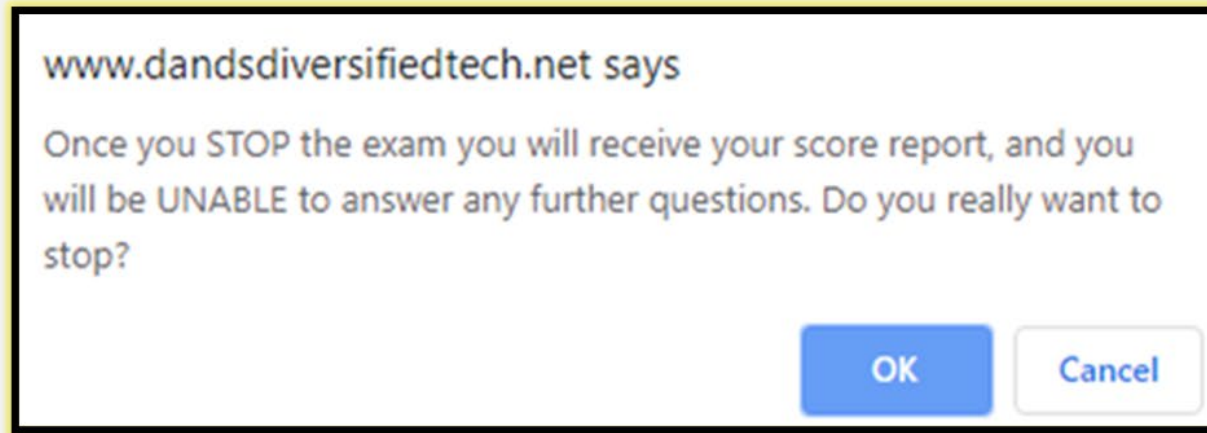 www.dandsdiversifiedtech.net says
Once you STOP the exam you will receive your score report, and you
will be UNABLE to answer any further questions. Do you really want to
stop?
OK Cancel